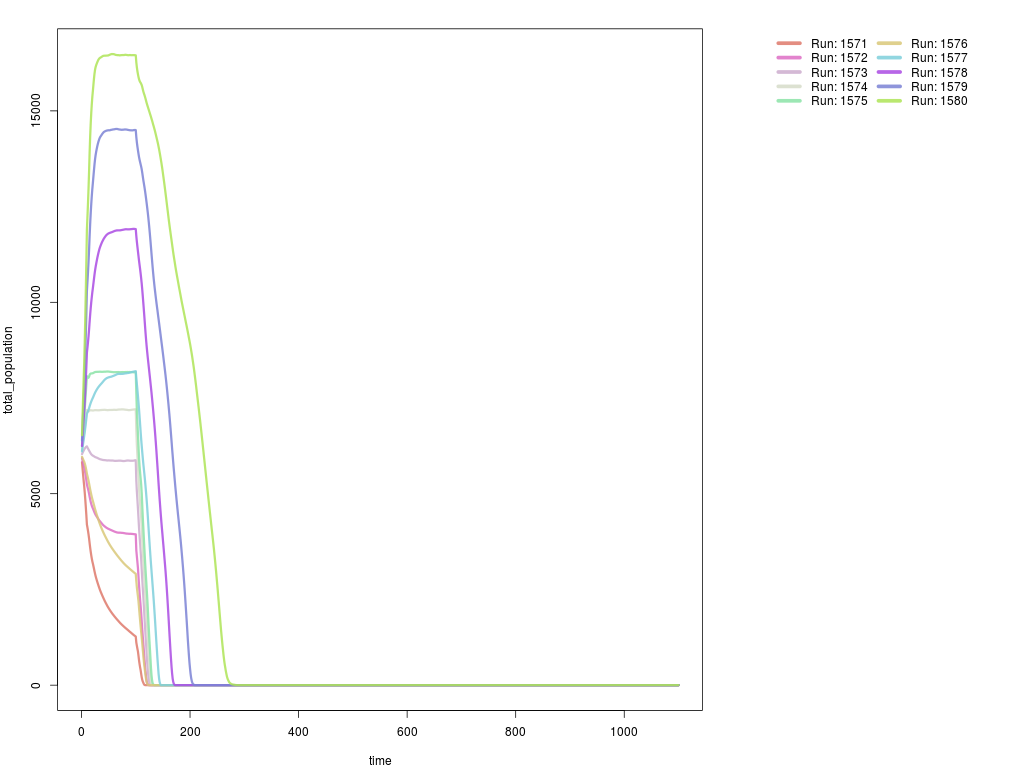 Run: 1571
Run: 1572
Run: 1573
Run: 1574
Run: 1575
Run: 1576
Run: 1577
Run: 1578
Run: 1579
Run: 1580
total_population
15000
10000
5000
0
0 200 400 600 800 1000
time